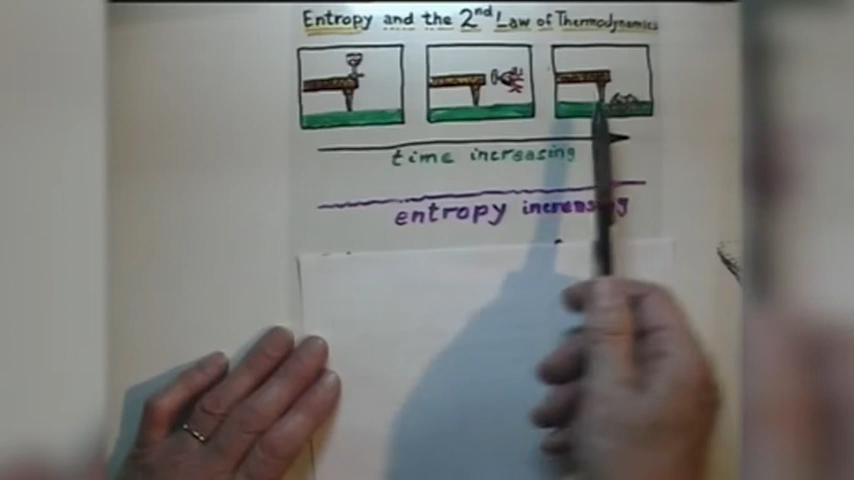 Entropy and the 2nd Law of Thermodynamics
time increasing
entropy increasing